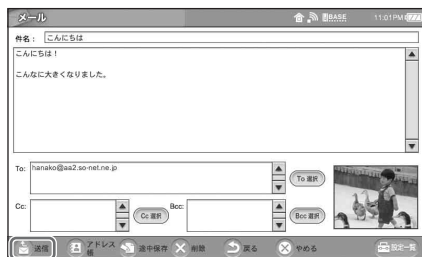 メール BASE 11:01PM
件名： こんにちは
こんにちは！
こんなに大きくなりました。
To: hanako@aa2.so-net.ne.jp
To 選択
Cc: Cc 選択 Bcc: Bcc 選択
送信 アドレス帳 途中保存 削除 戻る やめる 設定一覧